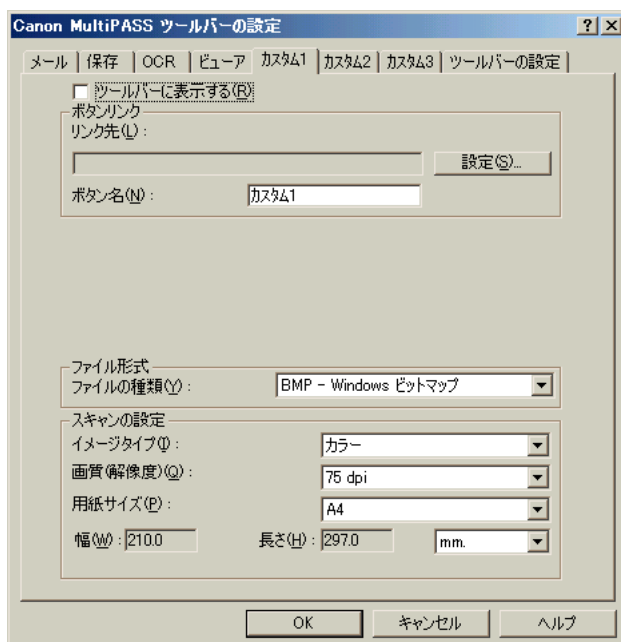 Canon MultiPASS ツールバーの設定
メール 保存 OCR ビューア カスタム1 カスタム2 カスタム3 ツールバーの設定
ツールバーに表示する(R)
ボタンリンク
リンク先(L) :
設定(S)...
ボタン名(N) : カスタム1
ファイル形式
ファイルの種類(Y) : BMP - Windows ビットマップ
スキャンの設定
イメージタイプ(I) : カラー
画質(解像度)(Q) : 75 dpi
用紙サイズ(P) : A4
幅(W) : 210.0 長さ(H) : 297.0 mm.
OK キャンセル ヘルプ